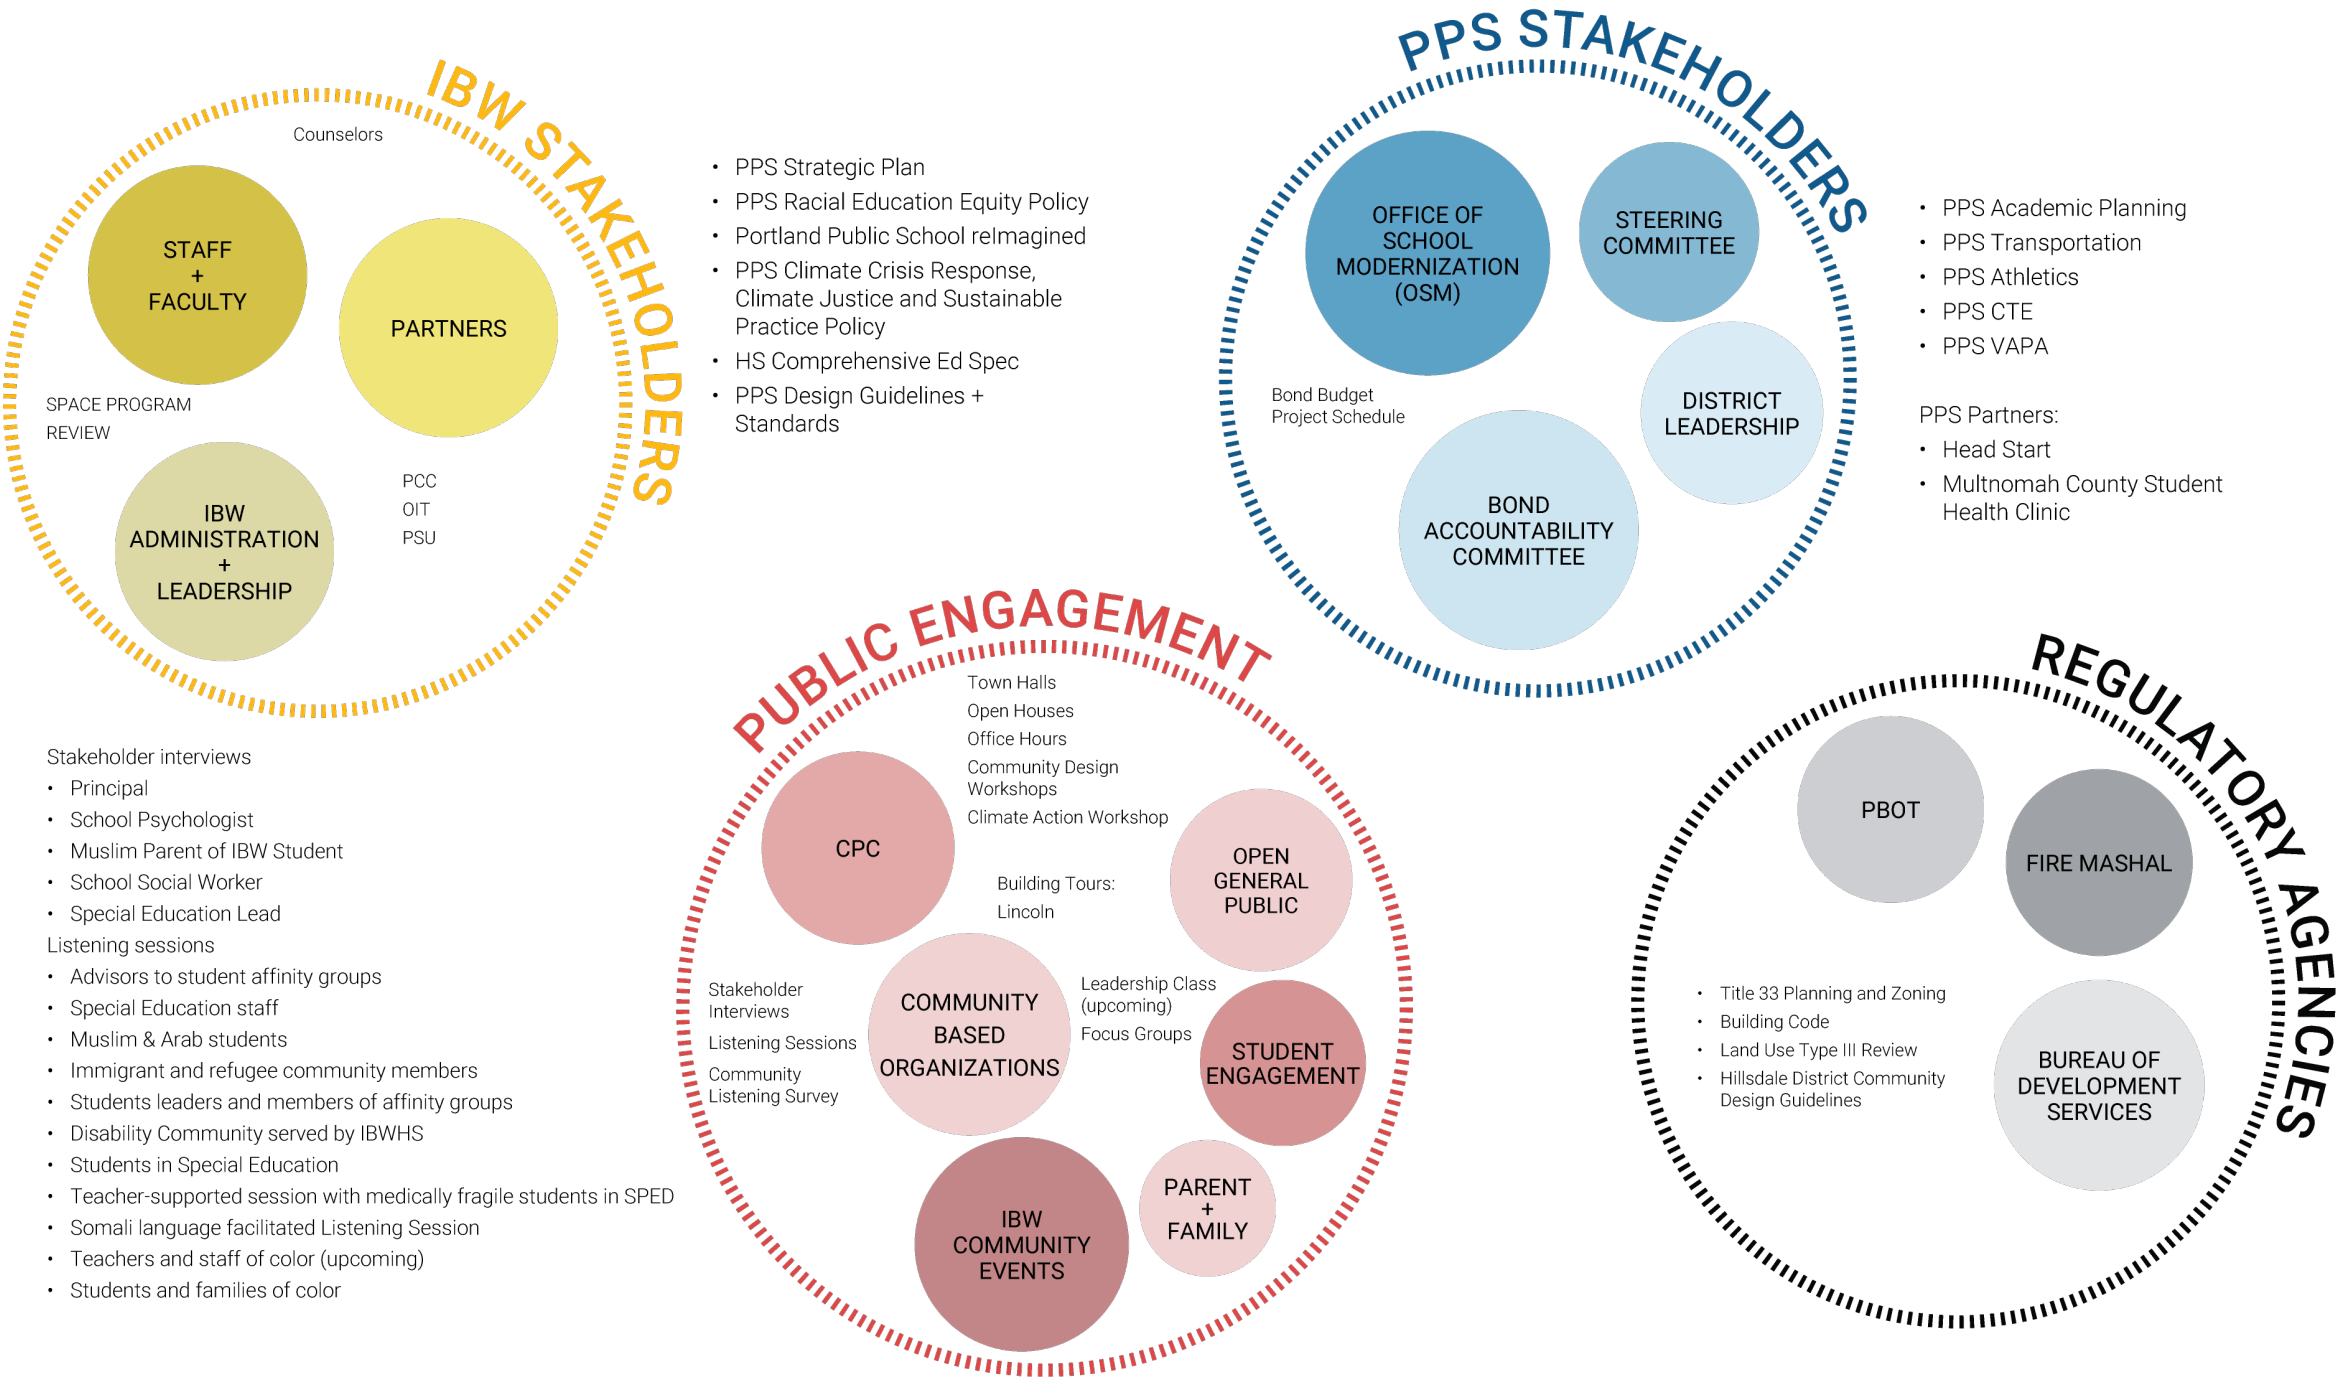 IBW STAKEHOLDERS
Counselors
STAFF
+
FACULTY
PARTNERS
SPACE PROGRAM
REVIEW
PCC
OIT
PSU
IBW
ADMINISTRATION
+
LEADERSHIP
• PPS Strategic Plan
• PPS Racial Education Equity Policy
• Portland Public School reImagined
• PPS Climate Crisis Response,
Climate Justice and Sustainable
Practice Policy
• HS Comprehensive Ed Spec
• PPS Design Guidelines +
Standards
PPS STAKEHOLDERS
OFFICE OF
SCHOOL
MODERNIZATION
(OSM)
STEERING
COMMITTEE
DISTRICT
LEADERSHIP
Bond Budget
Project Schedule
BOND
ACCOUNTABILITY
COMMITTEE
• PPS Academic Planning
• PPS Transportation
• PPS Athletics
• PPS CTE
• PPS VAPA
PPS Partners:
• Head Start
• Multnomah County Student
Health Clinic
Stakeholder interviews
• Principal
• School Psychologist
• Muslim Parent of IBW Student
• School Social Worker
• Special Education Lead
Listening sessions
• Advisors to student affinity groups
• Special Education staff
• Muslim & Arab students
• Immigrant and refugee community members
• Students leaders and members of affinity groups
• Disability Community served by IBWHS
• Students in Special Education
• Teacher-supported session with medically fragile students in SPED
• Somali language facilitated Listening Session
• Teachers and staff of color (upcoming)
• Students and families of color
PUBLIC ENGAGEMENT
Town Halls
Open Houses
Office Hours
Community Design
Workshops
Climate Action Workshop
CPC
OPEN
GENERAL
PUBLIC
Building Tours:
Lincoln
Stakeholder
Interviews
Listening Sessions
Community
Listening Survey
COMMUNITY
BASED
ORGANIZATIONS
Leadership Class
(upcoming)
Focus Groups
STUDENT
ENGAGEMENT
PARENT
+
FAMILY
IBW
COMMUNITY
EVENTS
REGULATORY AGENCIES
PBOT
FIRE MASHAL
• Title 33 Planning and Zoning
• Building Code
• Land Use Type III Review
• Hillsdale District Community
Design Guidelines
BUREAU OF
DEVELOPMENT
SERVICES